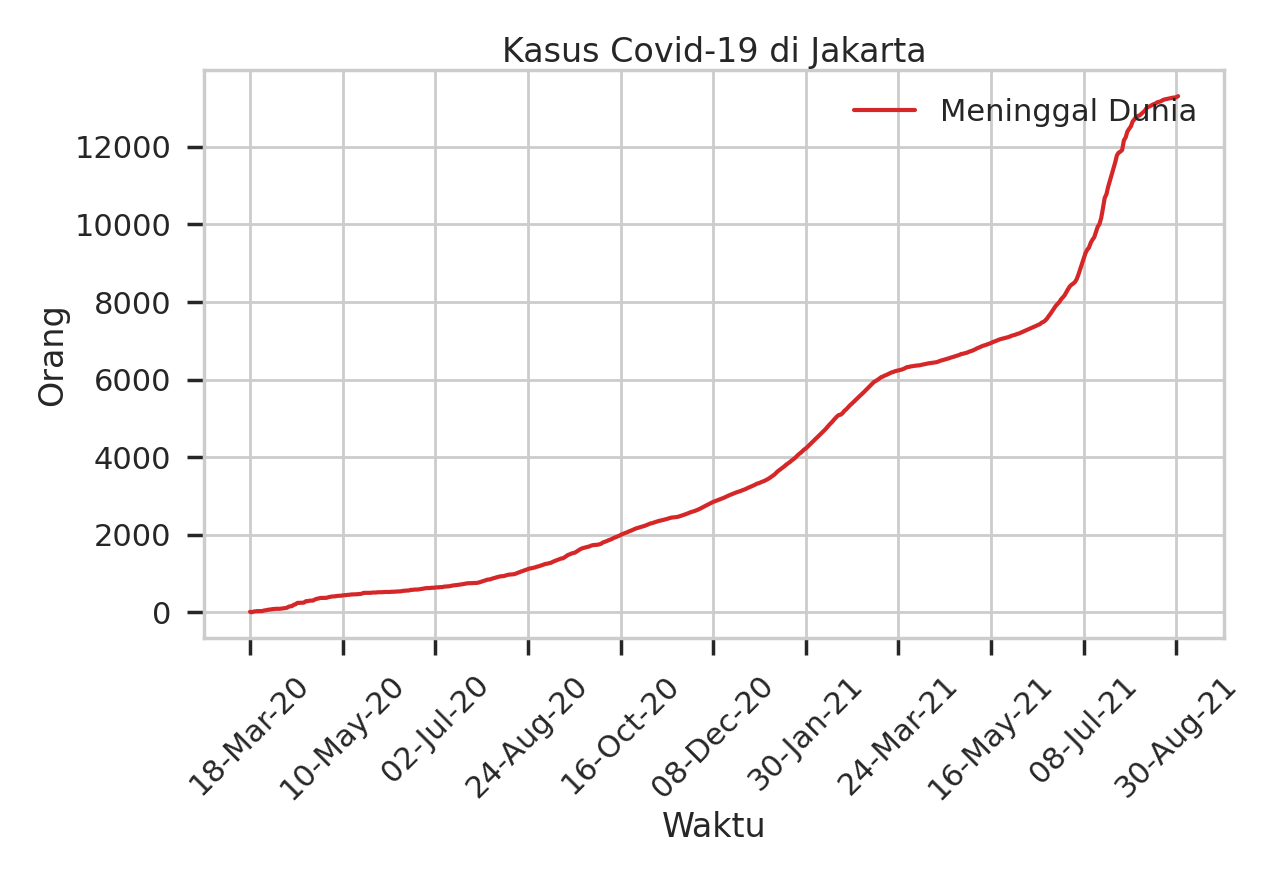 Kasus Covid-19 di Jakarta
Meninggal Dunia
12000
10000
8000
6000
4000
2000
0
Orang
18-Mar-20
10-May-20
02-Jul-20
24-Aug-20
16-Oct-20
08-Dec-20
30-Jan-21
24-Mar-21
16-May-21
08-Jul-21
30-Aug-21
Waktu